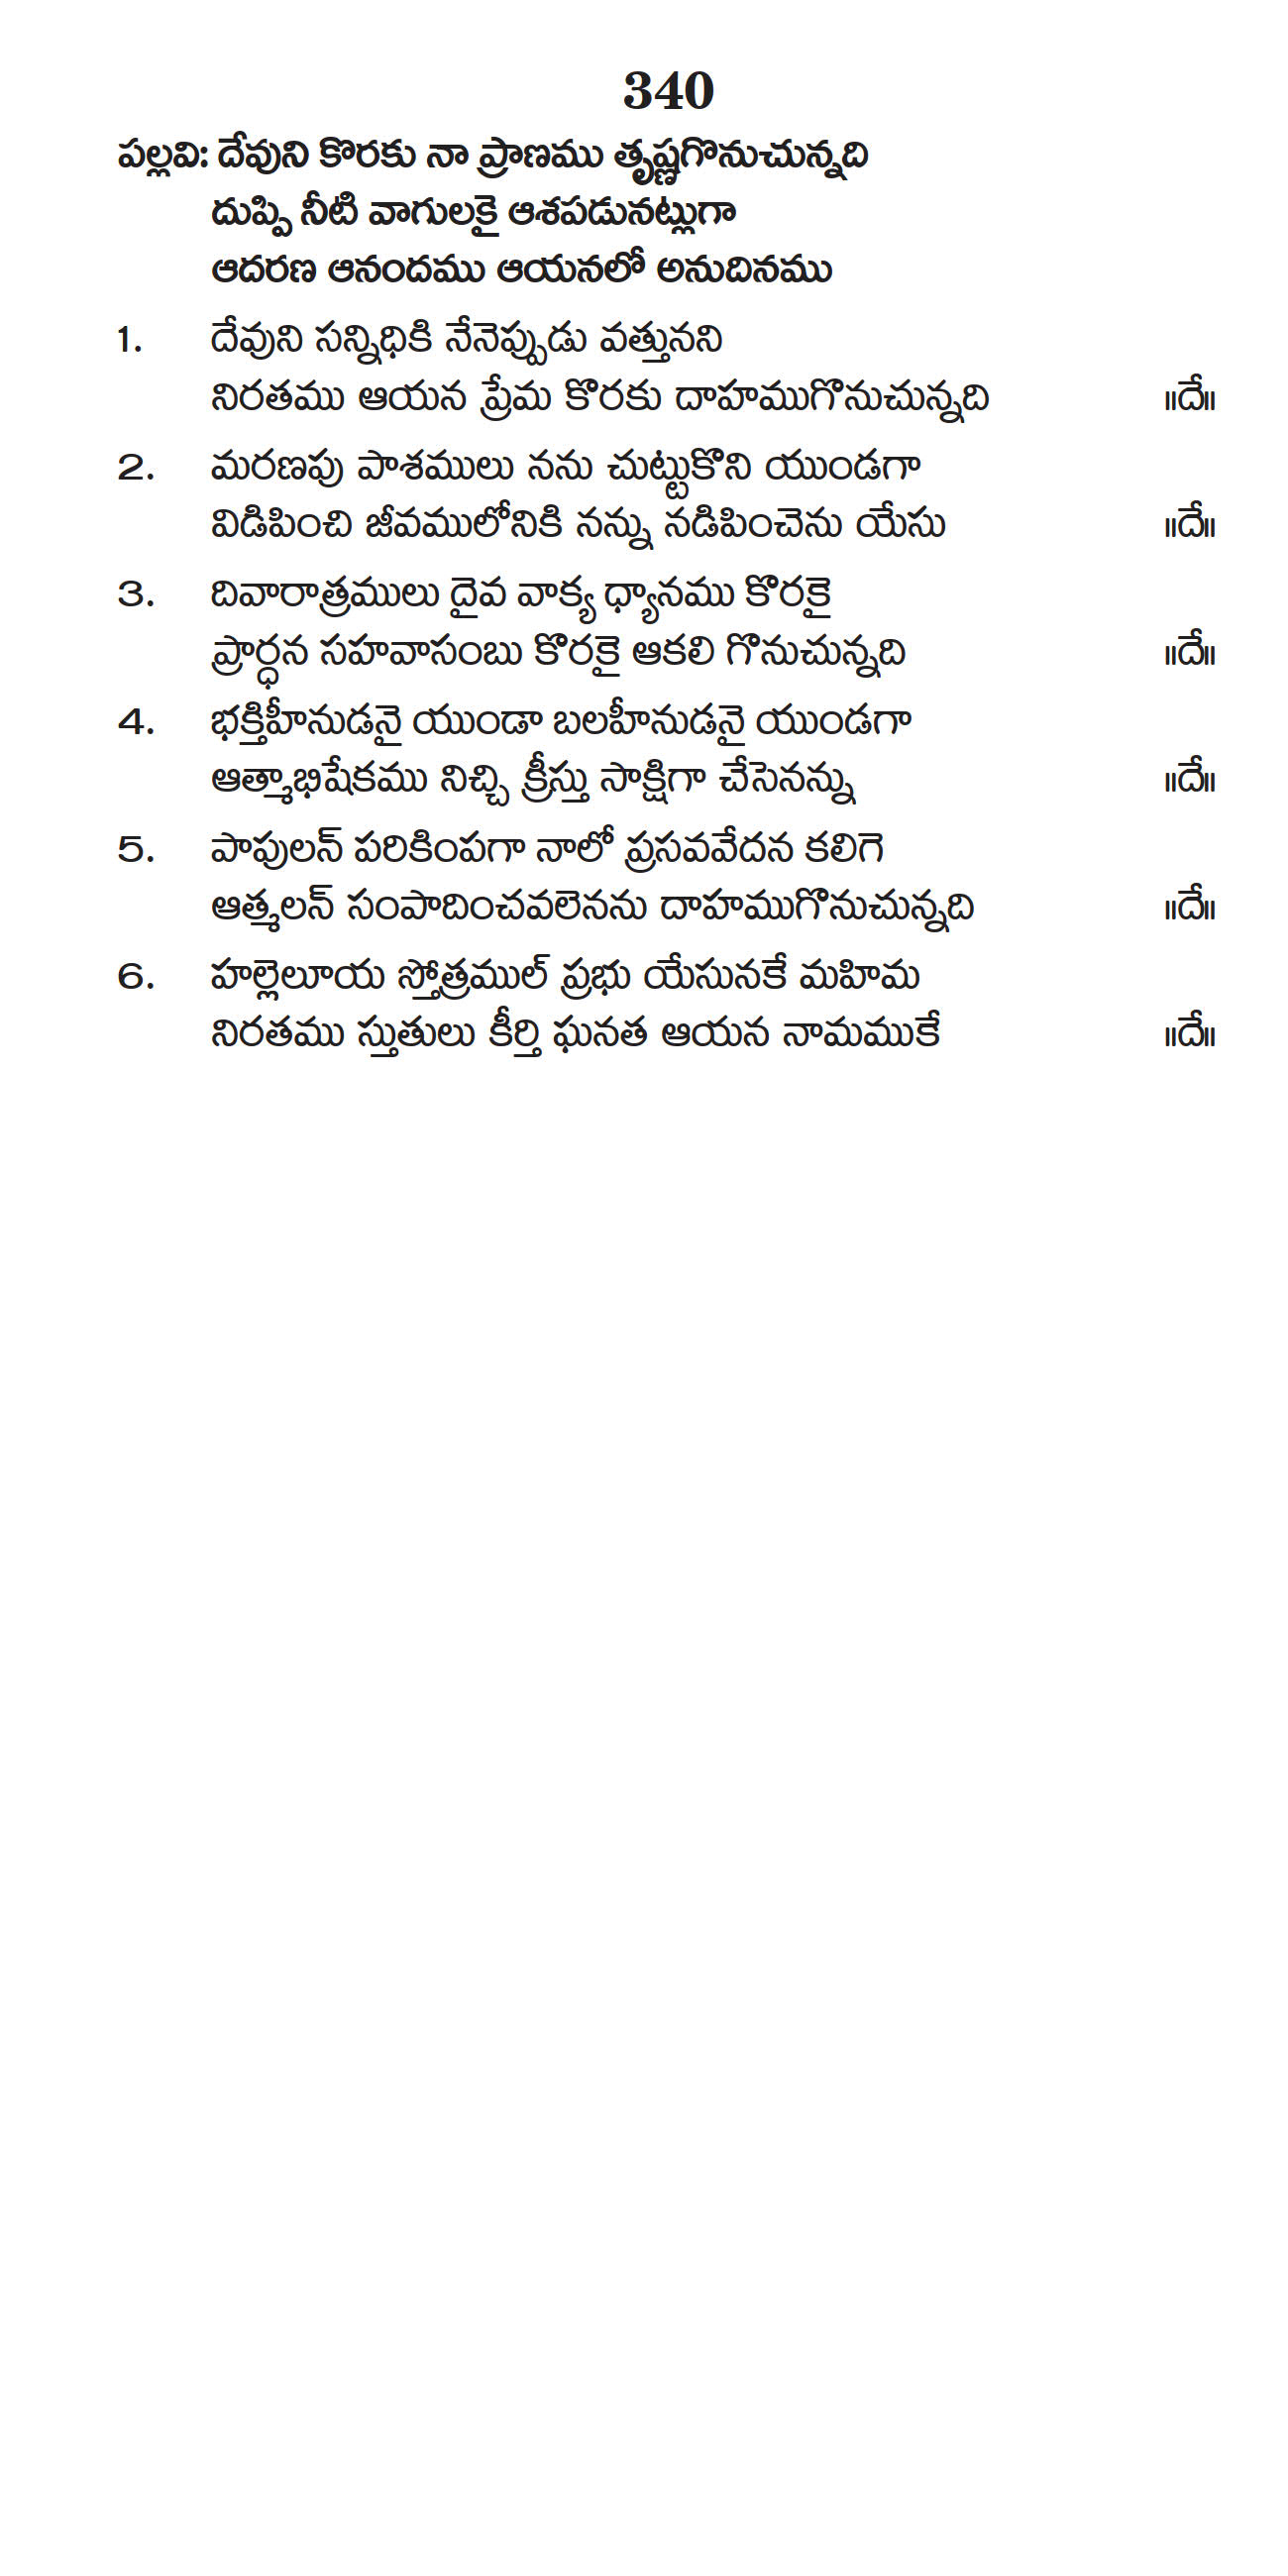 340
పల్లవి: దేవుని కొరకు నా ప్రాణము తృష్ణగొనుచున్నది
దుప్పి నీటి వాగులకై ఆశపడునట్లుగా
ఆదరణ ఆనందము ఆయనలో అనుదినము
1. దేవుని సన్నిధికి నేనెప్పుడు వత్తునని
నిరతము ఆయన ప్రేమ కొరకు దాహముగొనుచున్నది ॥దే॥
2. మరణపు పాశములు నను చుట్టుకొని యుండగా
విడిపించి జీవములోనికి నన్ను నడిపించెను యేసు ॥దే॥
3. దివారాత్రములు దైవ వాక్య ధ్యానము కొరకై
ప్రార్ధన సహవాసంబు కొరకై ఆకలి గొనుచున్నది ॥దే॥
4. భక్తిహీనుడనై యుండా బలహీనుడనై యుండగా
ఆత్మాభిషేకము నిచ్చి క్రీస్తు సాక్షిగా చేసెనన్ను ॥దే॥
5. పాపులన్ పరికింపగా నాలో ప్రసవవేదన కలిగె
ఆత్మలన్ సంపాదించవలెనను దాహముగొనుచున్నది ॥దే॥
6. హల్లెలూయ స్తోత్రముల్ ప్రభు యేసునకే మహిమ
నిరతము స్తుతులు కీర్తి ఘనత ఆయన నామముకే ॥దే॥